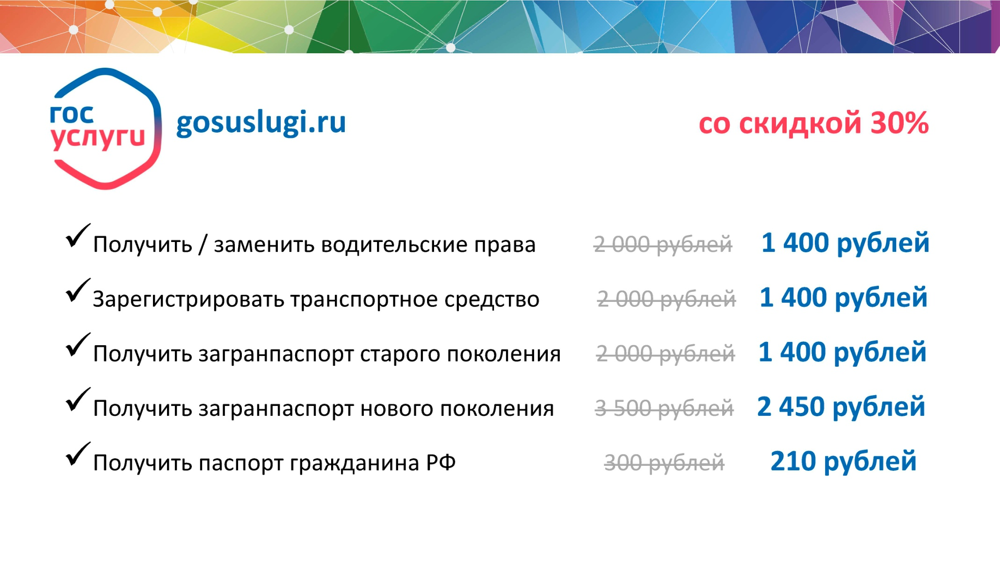 гос
услуги
gosuslugi.ru
со скидкой 30%
Получить / заменить водительские права 2 000 рублей 1 400 рублей
Зарегистрировать транспортное средство 2 000 рублей 1 400 рублей
Получить загранпаспорт старого поколения 2 000 рублей 1 400 рублей
Получить загранпаспорт нового поколения 3 500 рублей 2 450 рублей
Получить паспорт гражданина РФ 300 рублей 210 рублей